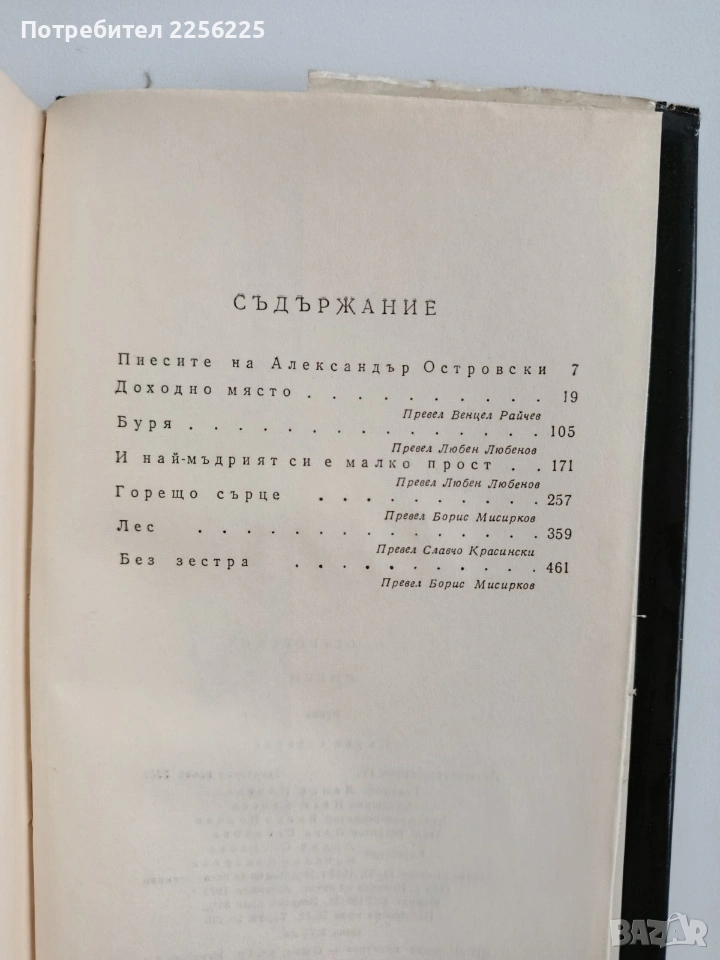 Потребител 2256225
СЪДЪРЖАНИЕ
Пиесите на Александър Островски 7
Доходно място . . . . . . . . . . 19
Превел Венцел Райчев
Буря . . . . . . . . . . . . . . . 105
Превел Любен Любенов
И най-мъдрият си е малко прост . . 171
Превел Любен Любенов
Горещо сърце . . . . . . . . . . 257
Превел Борис Мисирков
Лес . . . . . . . . . . . . . . 359
Превел Славчо Красински
Без зестра . . . . . . . . . . . 461
Превел Борис Мисирков
BAZAR